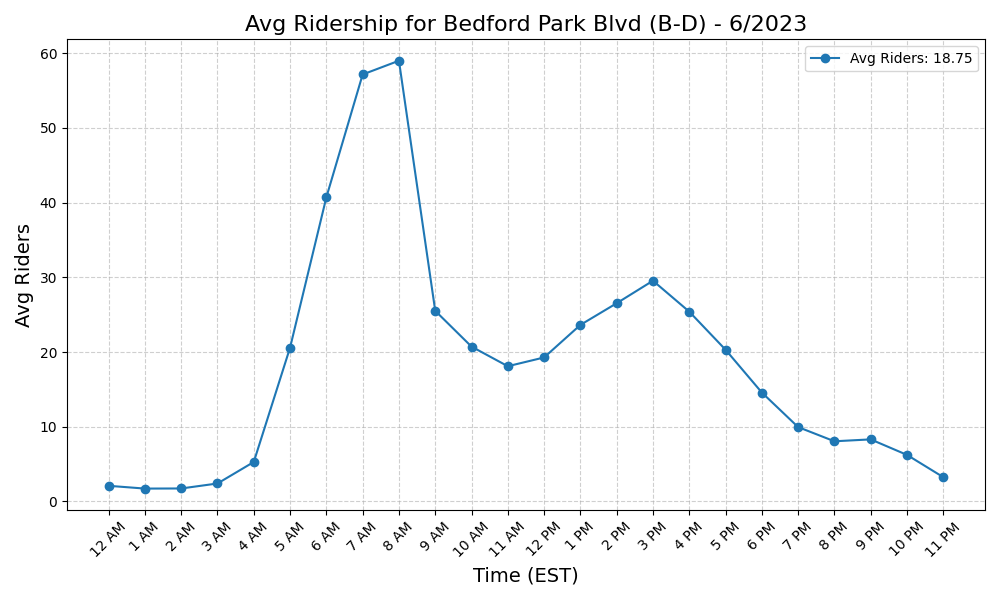 Avg Ridership for Bedford Park Blvd (B-D) - 6/2023
Avg Riders: 18.75
Avg Riders
60
50
40
30
20
10
0
12 AM
1 AM
2 AM
3 AM
4 AM
5 AM
6 AM
7 AM
8 AM
9 AM
10 AM
11 AM
12 PM
1 PM
2 PM
3 PM
4 PM
5 PM
6 PM
7 PM
8 PM
9 PM
10 PM
11 PM
Time (EST)